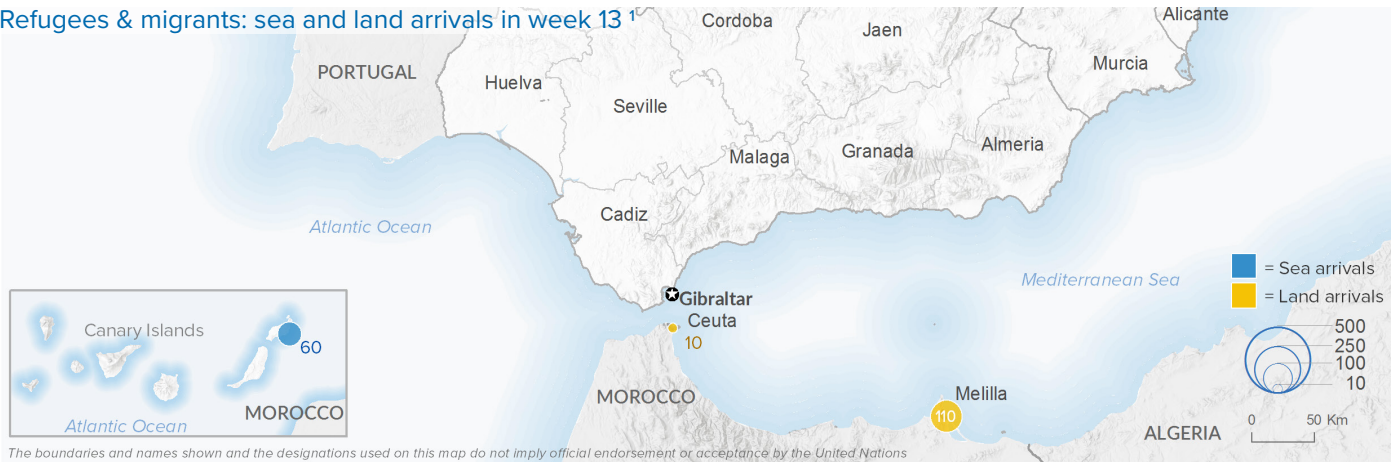 Refugees & migrants: sea and land arrivals in week 13 ¹
Cordoba
Alicante
Jaen
PORTUGAL
Huelva
Murcia
Seville
Malaga
Granada
Almeria
Cadiz
Atlantic Ocean
Mediterranean Sea
= Sea arrivals
= Land arrivals
Gibraltar
Ceuta
10
500
250
100
10
Canary Islands
60
MOROCCO
Atlantic Ocean
MOROCCO
Melilla
110
0 50 Km
ALGERIA
The boundaries and names shown and the designations used on this map do not imply official endorsement or acceptance by the United Nations